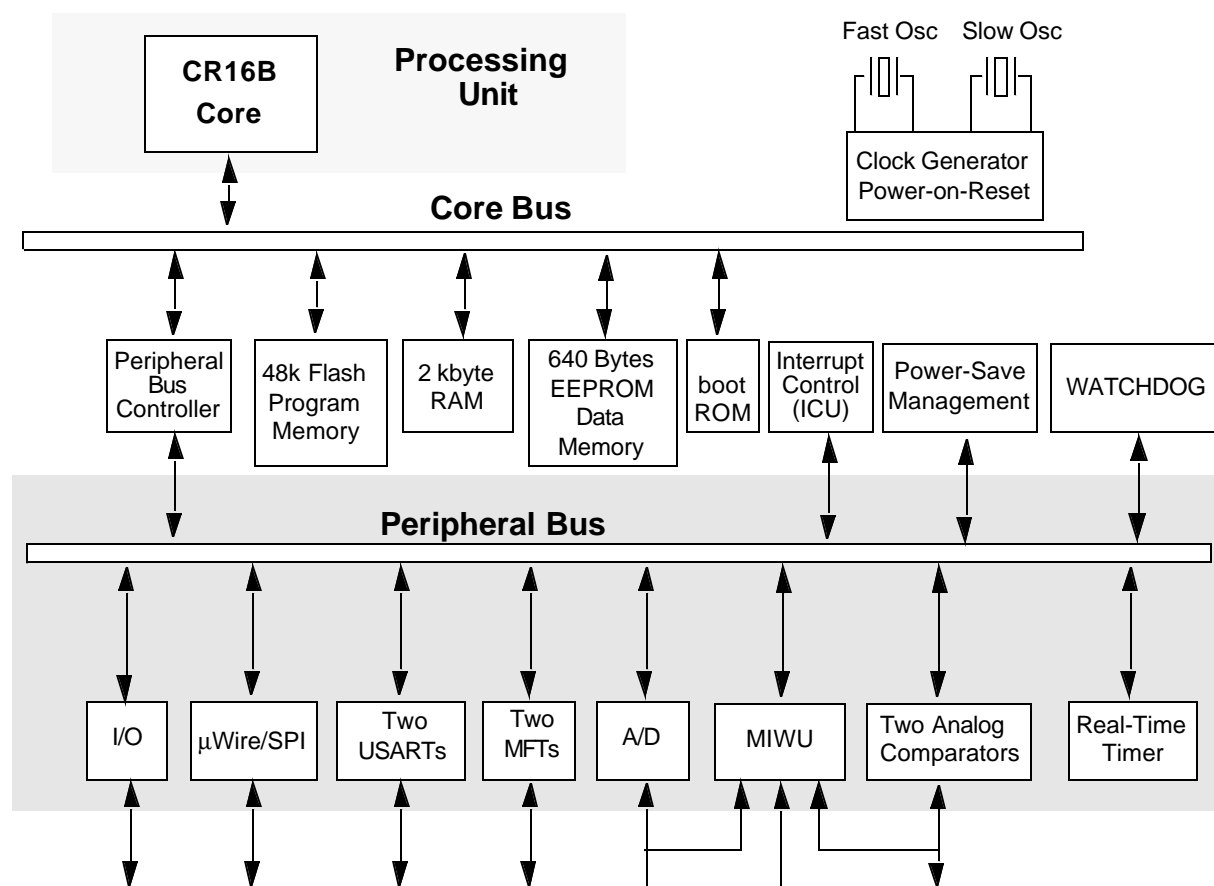 Fast Osc
Slow Osc
CR16B
Core
Processing
Unit
Clock Generator
Power-on-Reset
Core Bus
Peripheral
Bus
Controller
48k Flash
Program
Memory
2 kbyte
RAM
640 Bytes
EEPROM
Data
Memory
boot
ROM
Interrupt
Control
(ICU)
Power-Save
Management
WATCHDOG
Peripheral Bus
I/O
µWire/SPI
Two
USARTs
Two
MFTs
A/D
MIWU
Two Analog
Comparators
Real-Time
Timer